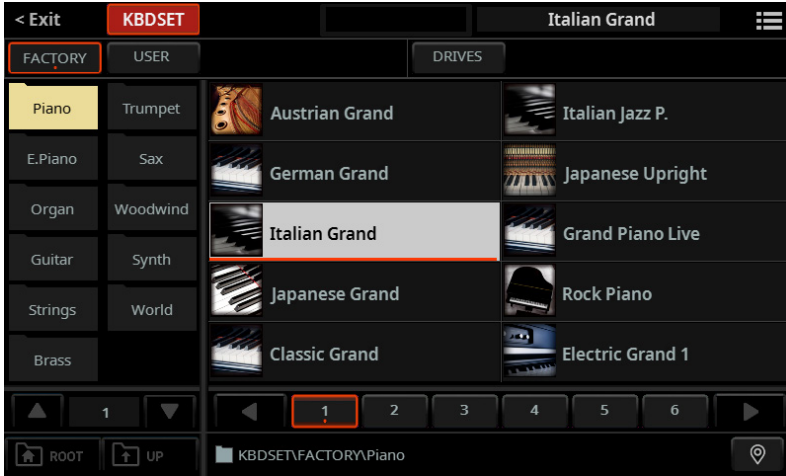 < Exit KBDSET Italian Grand
FACTORY USER DRIVES
Piano Trumpet
E.Piano Sax
Organ Woodwind
Guitar Synth
Strings World
Brass
Austrian Grand Italian Jazz P.
German Grand Japanese Upright
Italian Grand Grand Piano Live
Japanese Grand Rock Piano
Classic Grand Electric Grand 1
1 1 2 3 4 5 6
ROOT UP KBDSET\FACTORY\Piano